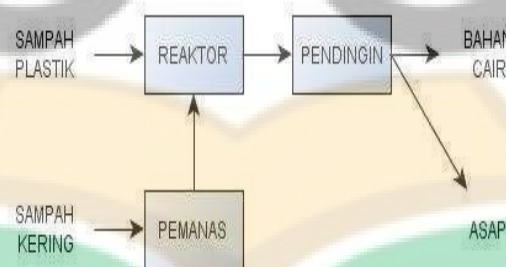 SAMPAH
PLASTIK
REAKTOR
PENDINGIN
BAHAN
CAIR
SAMPAH
KERING
PEMANAS
ASAP